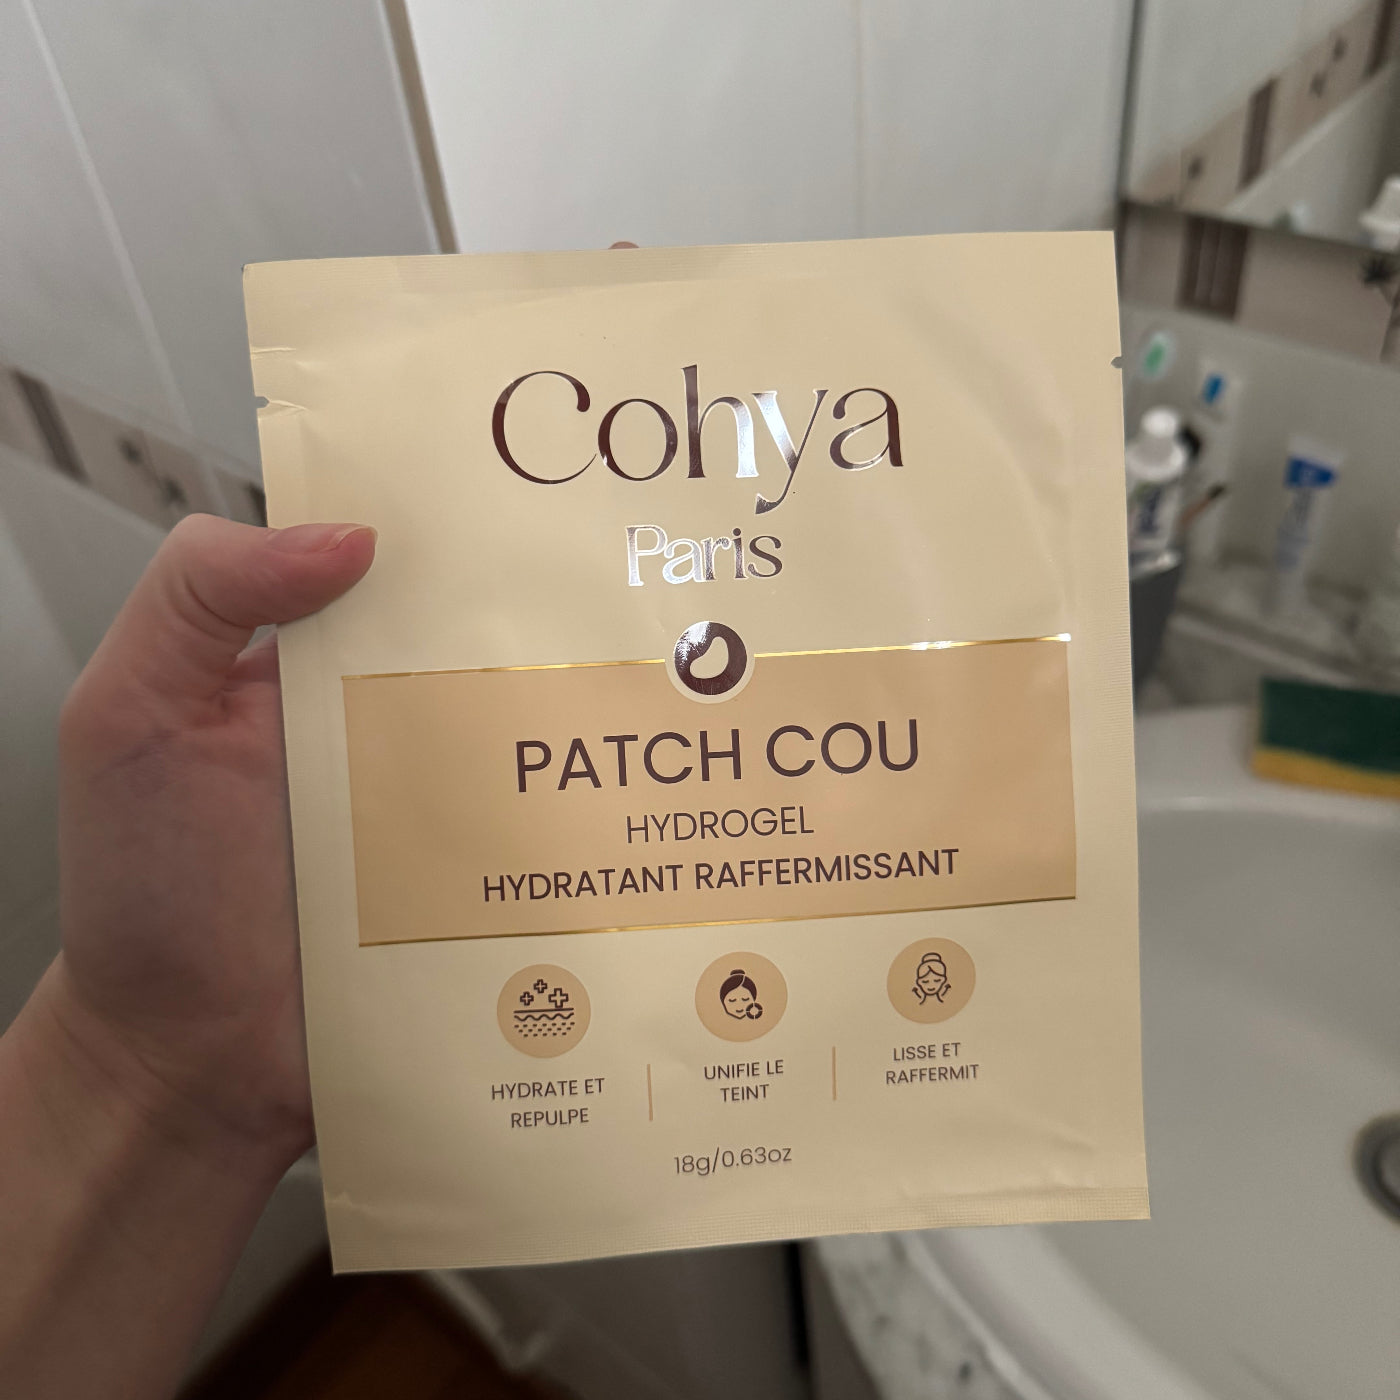 Cohya
Paris
PATCH COU
HYDROGEL
HYDRATANT RAFFERMISSANT
HYDRATE ET
REPULPE
UNIFIE LE
TEINT
LISSE ET
RAFFERMIT
18g/0.63oz